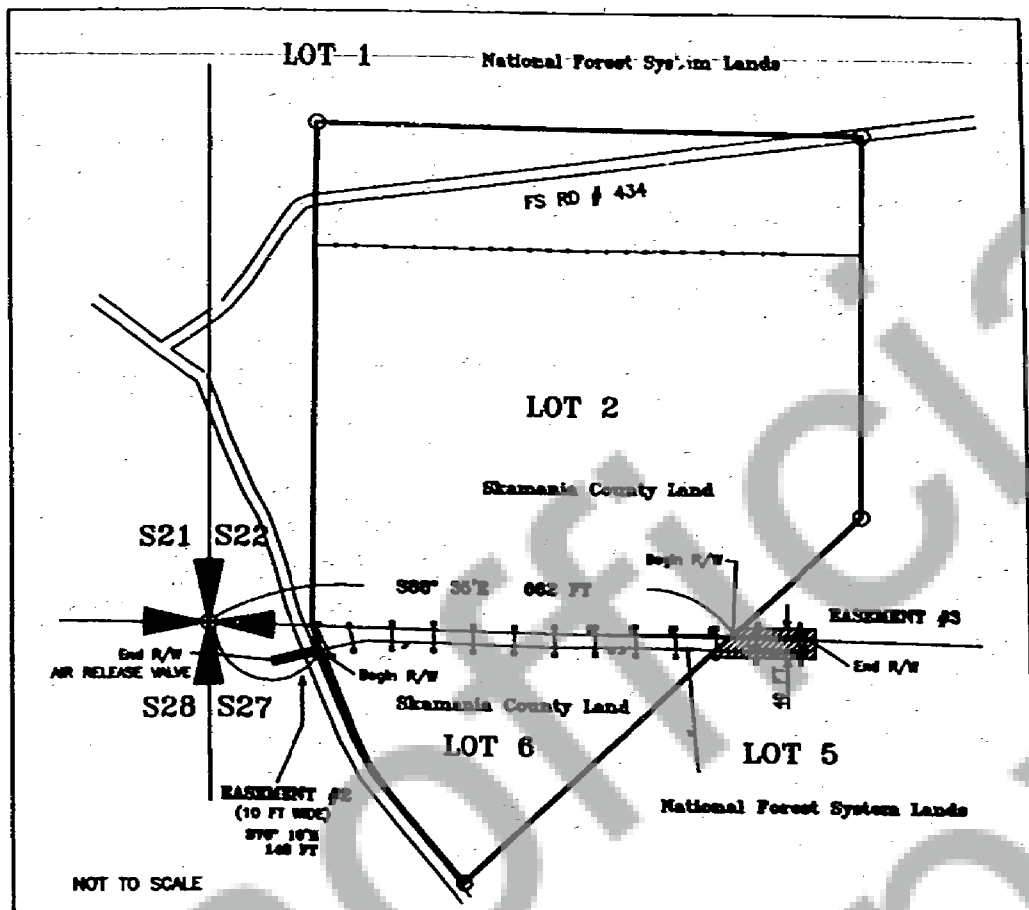 LOT 1
National Forest System Lands
FS RD # 434
LOT 2
Skamania County Land
S21 S22
Begin R/W
662 FT
EASEMENT #3
End R/W
AIR RELEASE VALVE
Begin R/W
End R/W
S28 S27
Skamania County Land
LOT 6
LOT 5
EASEMENT #2
(10 FT WIDE)
FT
National Forest System Lands
NOT TO SCALE